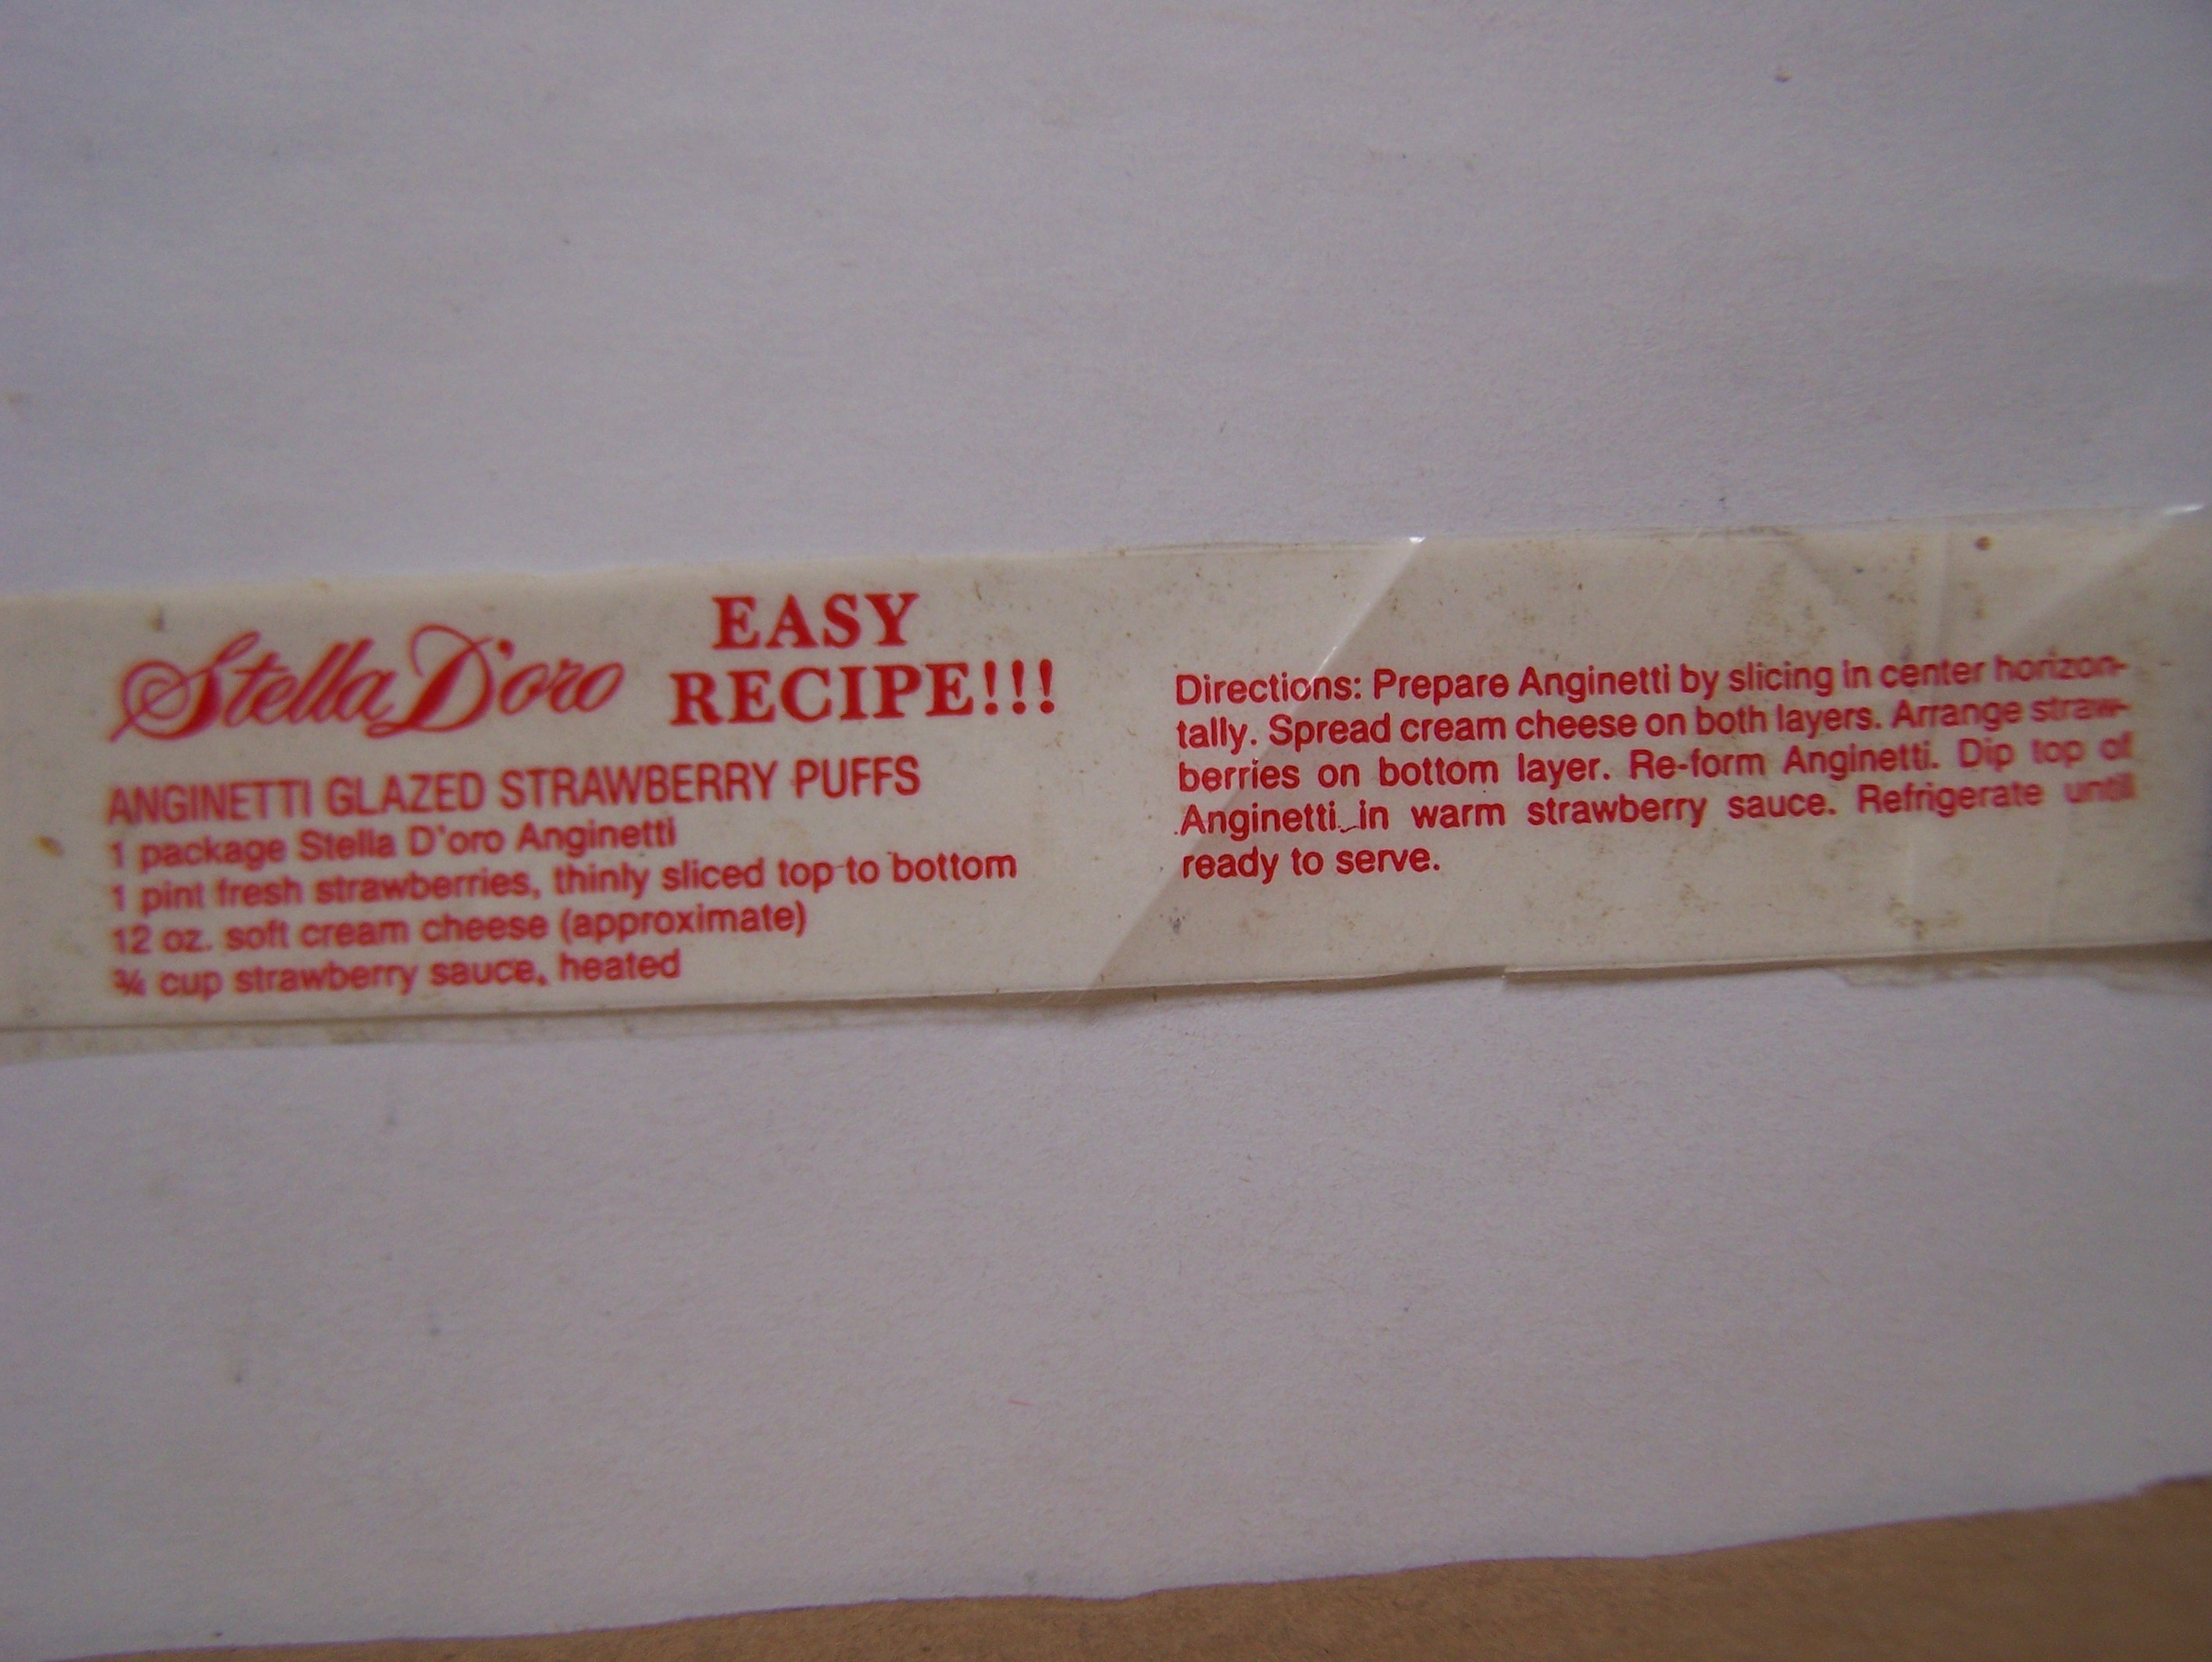 Stella D'oro
EASY
RECIPE!!!
ANGINETTI GLAZED STRAWBERRY PUFFS
1 package Stella D'oro Anginetti
1 pint fresh strawberries, thinly sliced top to bottom
12 oz. soft cream cheese (approximate)
¾ cup strawberry sauce, heated
Directions: Prepare Anginetti by slicing in center horizon-
tally. Spread cream cheese on both layers. Arrange straw-
berries on bottom layer. Re-form Anginetti. Dip top of
Anginetti in warm strawberry sauce. Refrigerate until
ready to serve.